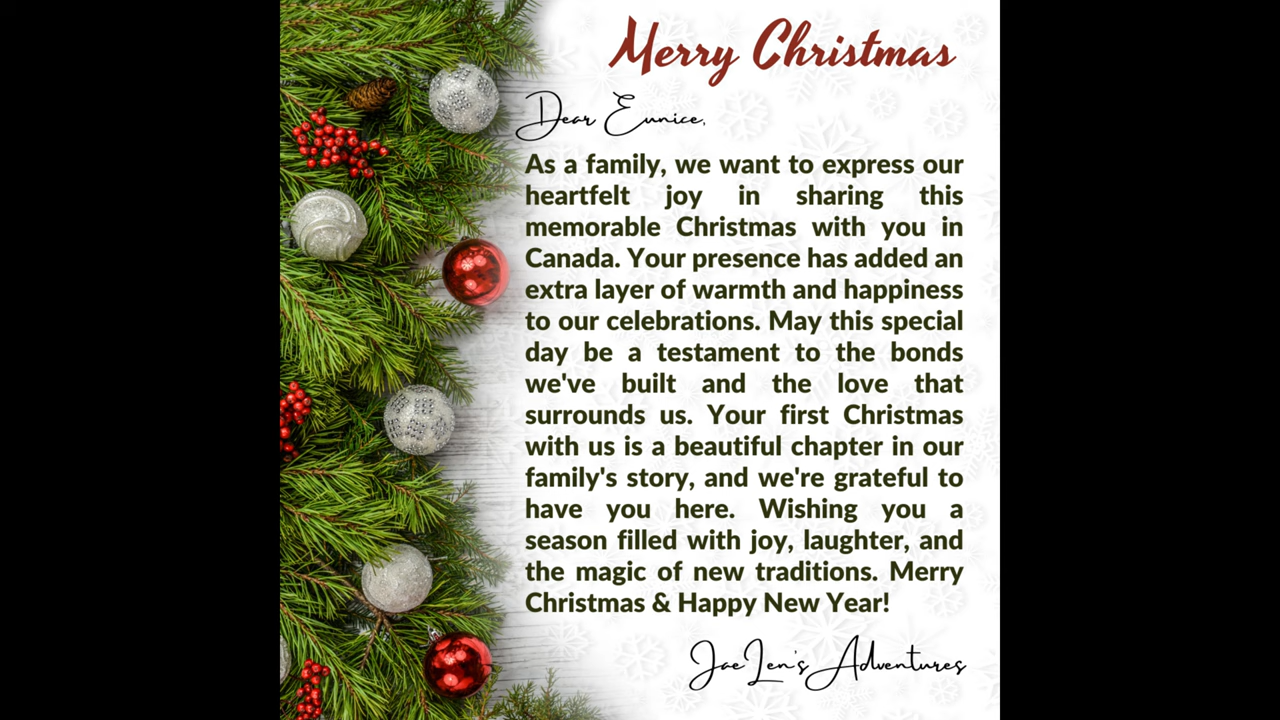 Merry Christmas
Dear Eunice,
As a family, we want to express our
heartfelt joy in sharing this
memorable Christmas with you in
Canada. Your presence has added an
extra layer of warmth and happiness
to our celebrations. May this special
day be a testament to the bonds
we've built and the love that
surrounds us. Your first Christmas
with us is a beautiful chapter in our
family's story, and we're grateful to
have you here. Wishing you a
season filled with joy, laughter, and
the magic of new traditions. Merry
Christmas & Happy New Year!
JaeLen's Adventures